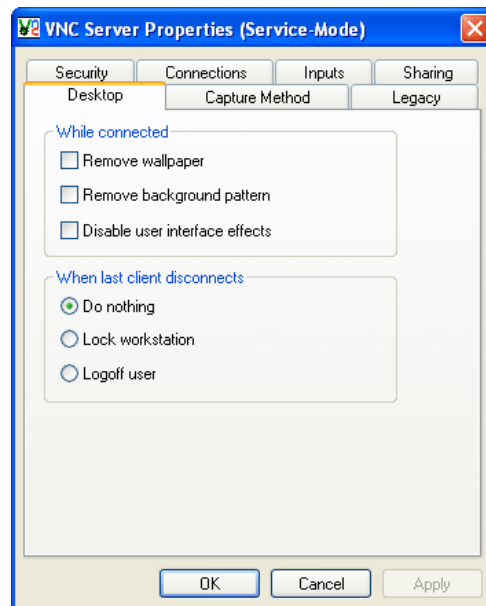 VNC Server Properties (Service-Mode)
Security Connections Inputs Sharing
Desktop Capture Method Legacy
While connected
Remove wallpaper
Remove background pattern
Disable user interface effects
When last client disconnects
Do nothing
Lock workstation
Logoff user
OK Cancel Apply